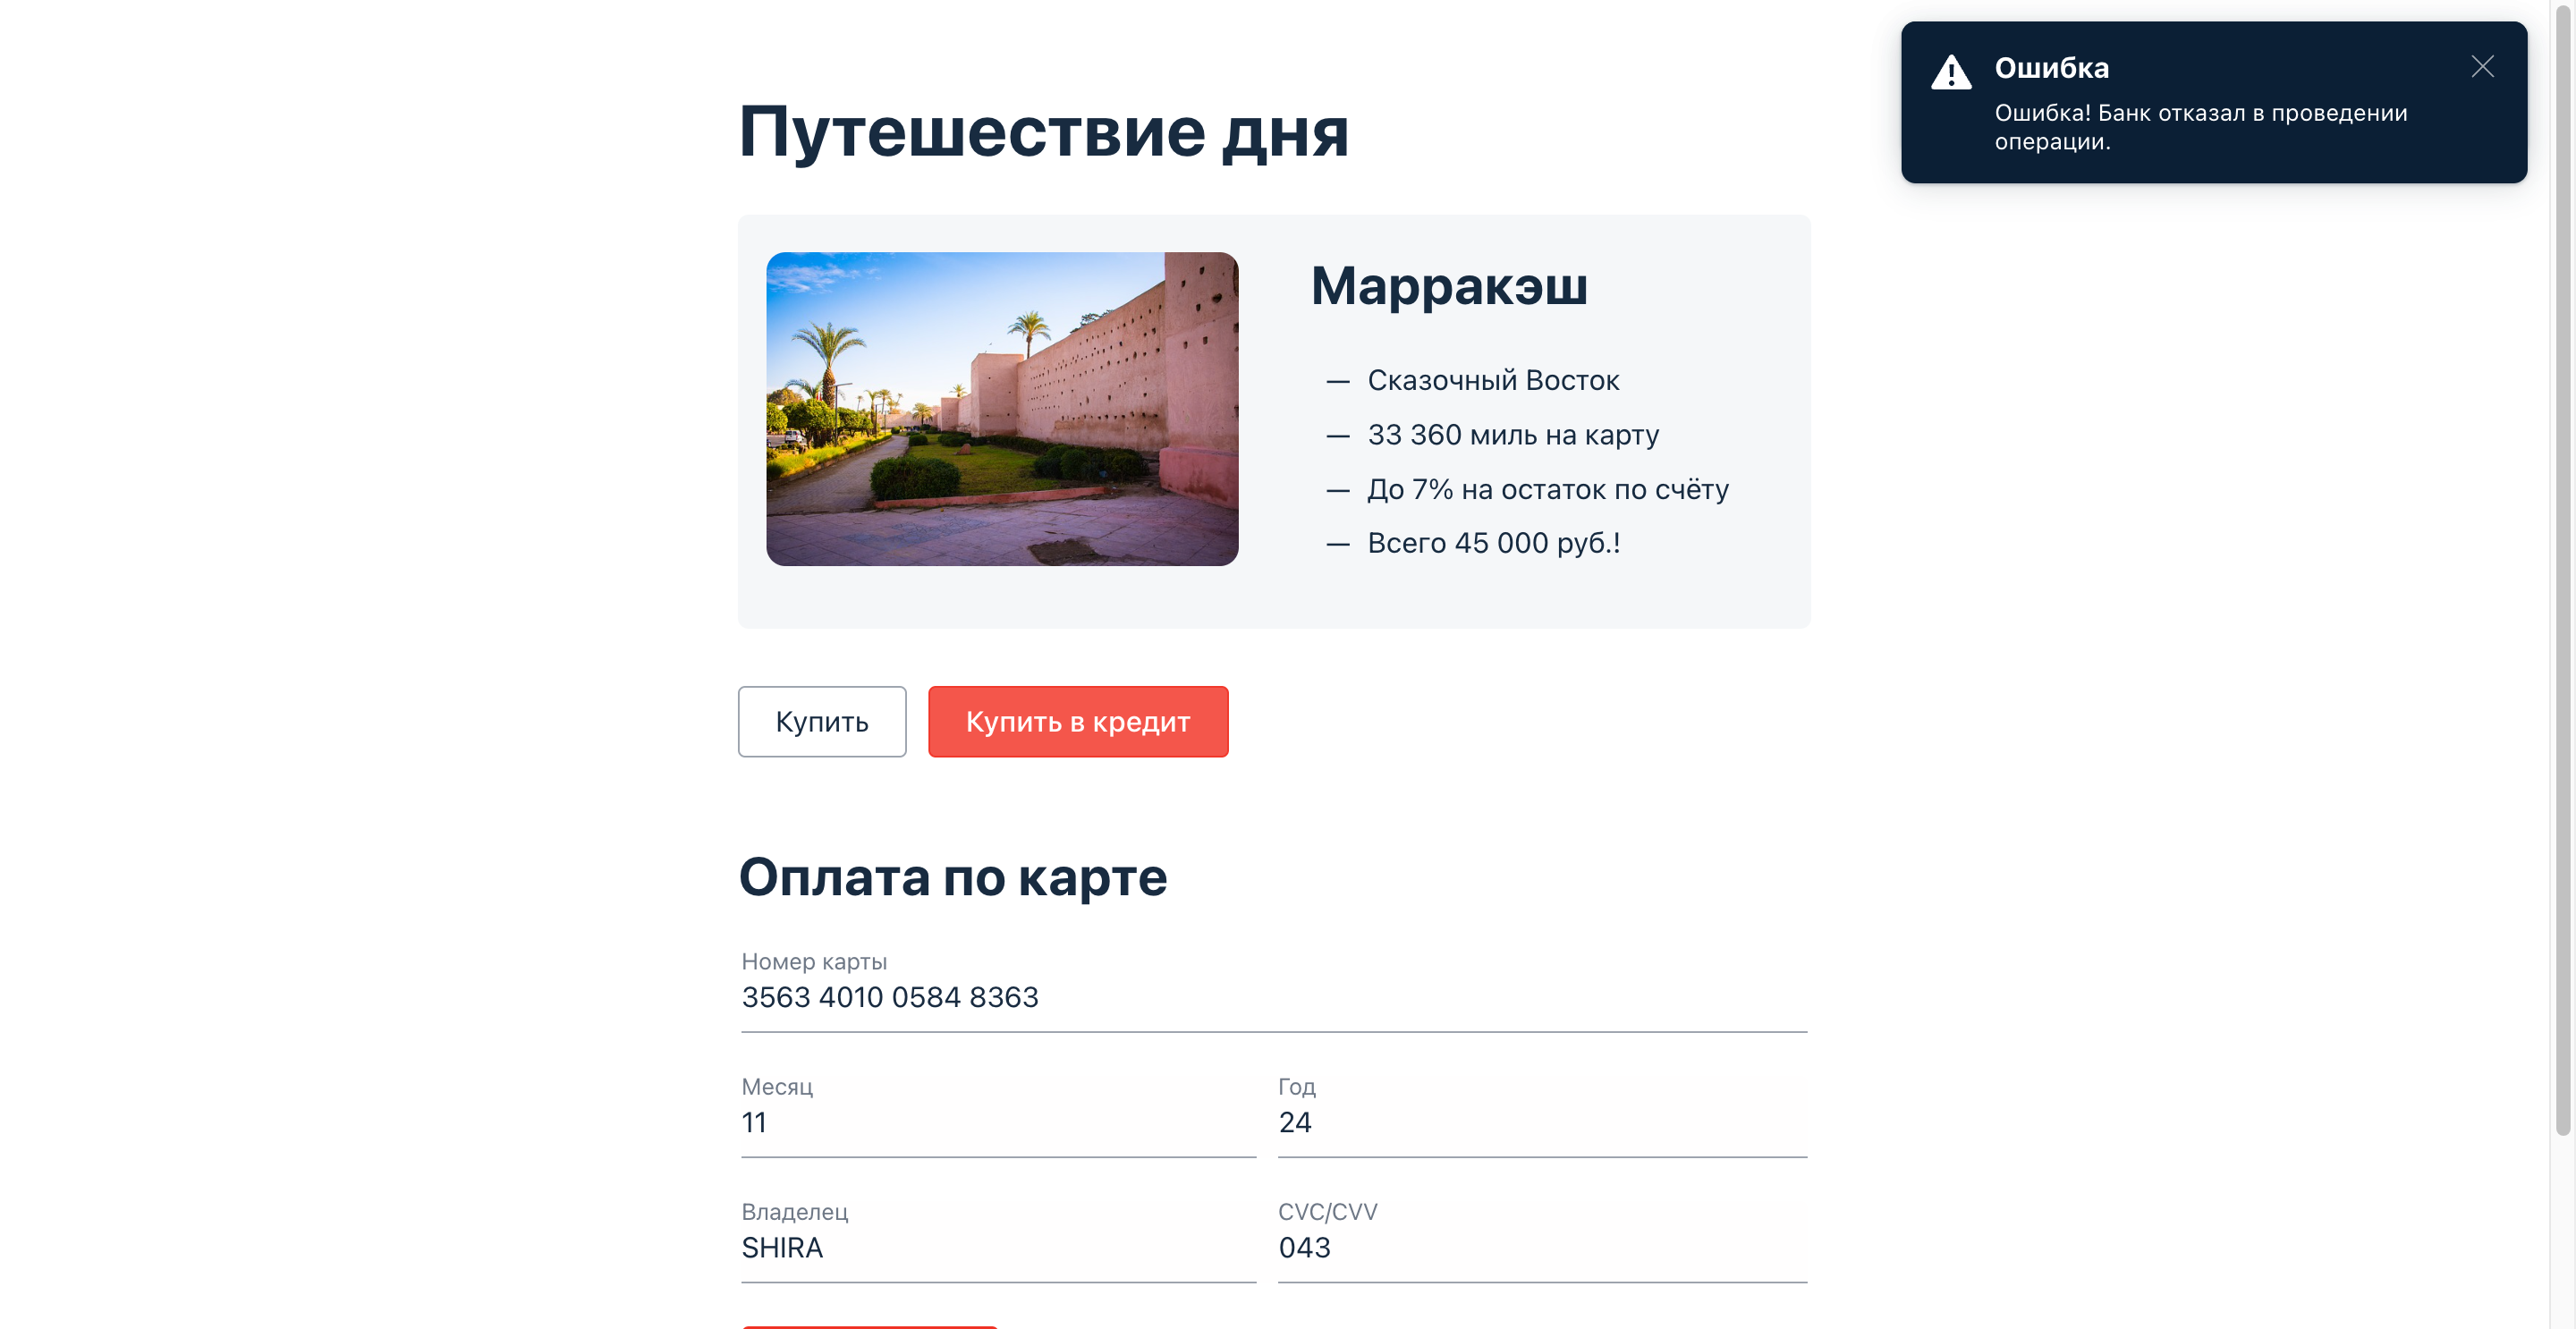 Ошибка
Ошибка! Банк отказал в проведении
операции.
Путешествие дня
Марракэш
— Сказочный Восток
— 33 360 миль на карту
— До 7% на остаток по счёту
— Всего 45 000 руб.!
Купить
Купить в кредит
Оплата по карте
Номер карты
3563 4010 0584 8363
Месяц
11
Год
24
Владелец
SHIRA
CVC/CVV
043